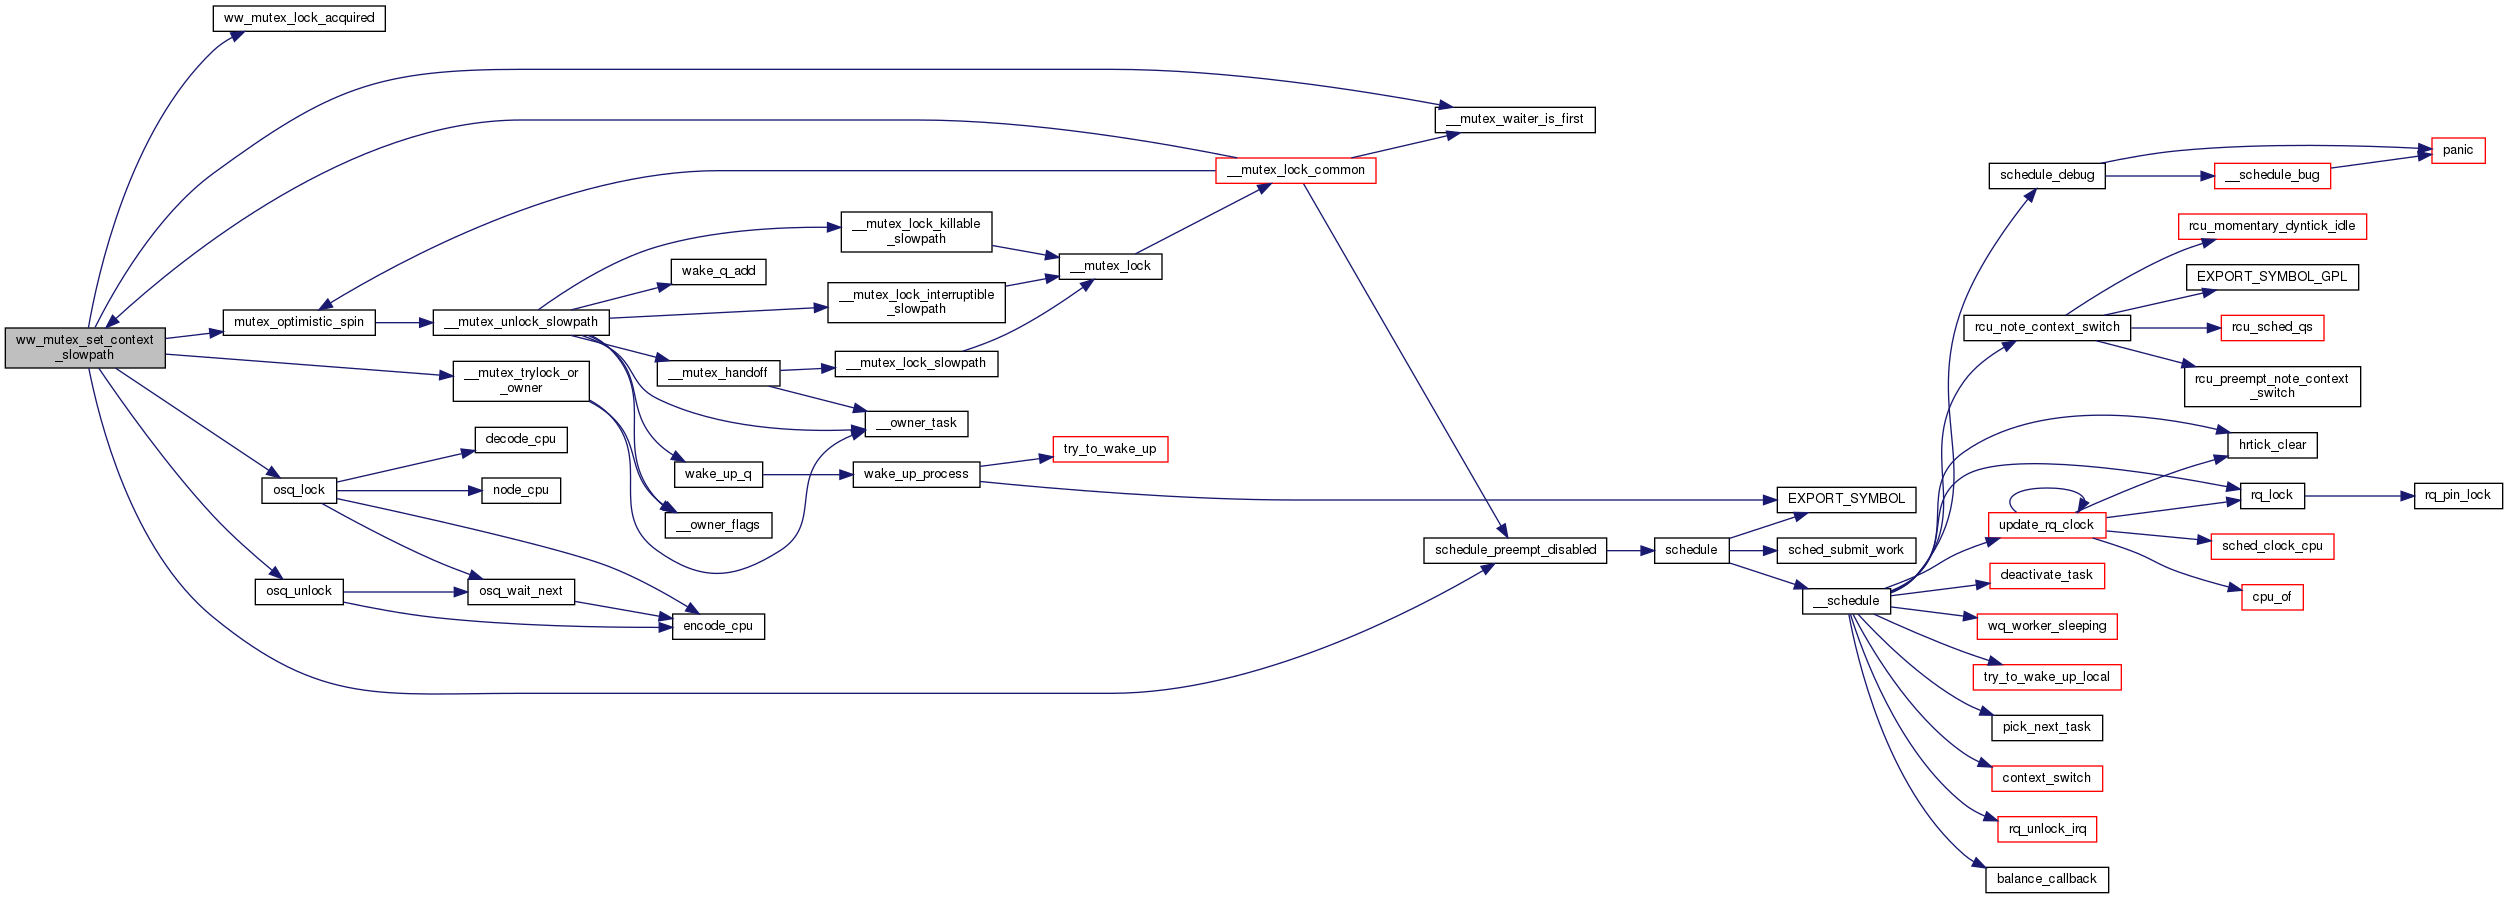 ww_mutex_lock_acquired
__mutex_waiter_is_first
__mutex_lock_common
ww_mutex_set_context
_slowpath
mutex_optimistic_spin
__mutex_unlock_slowpath
__mutex_lock_killable
_slowpath
wake_q_add
__mutex_lock_interruptible
_slowpath
__mutex_lock
__mutex_trylock_or
_owner
__mutex_handoff
__mutex_lock_slowpath
__owner_task
decode_cpu
osq_lock
node_cpu
wake_up_q
wake_up_process
try_to_wake_up
__owner_flags
osq_unlock
osq_wait_next
encode_cpu
schedule_preempt_disabled
schedule
EXPORT_SYMBOL
sched_submit_work
__schedule
schedule_debug
__schedule_bug
panic
rcu_momentary_dyntick_idle
EXPORT_SYMBOL_GPL
rcu_note_context_switch
rcu_sched_qs
rcu_preempt_note_context
_switch
hrtick_clear
rq_lock
rq_pin_lock
update_rq_clock
sched_clock_cpu
cpu_of
deactivate_task
wq_worker_sleeping
try_to_wake_up_local
pick_next_task
context_switch
rq_unlock_irq
balance_callback